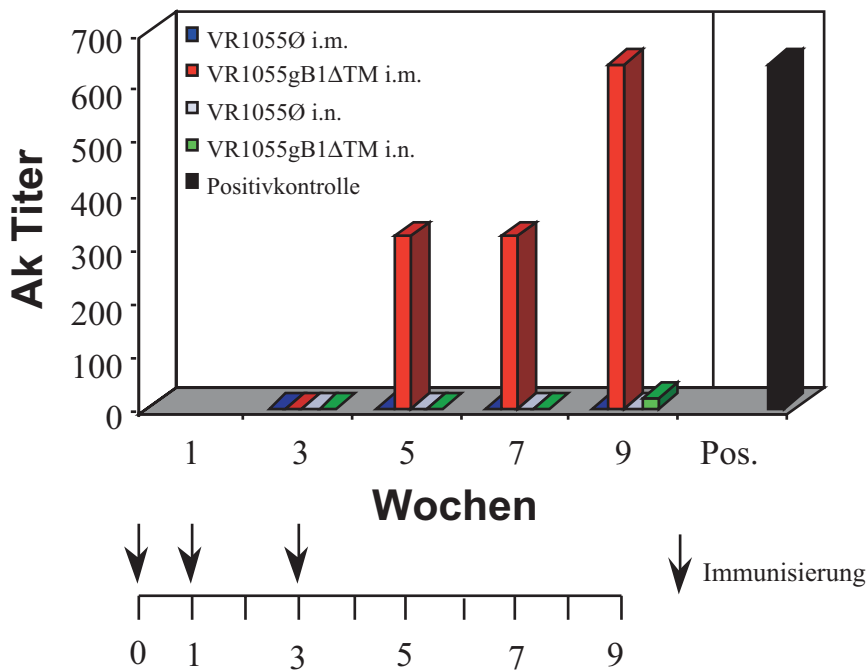 Ak Titer
700
600
500
400
300
200
100
0
VR1055Ø i.m.
VR1055gB1ΔTM i.m.
VR1055Ø i.n.
VR1055gB1ΔTM i.n.
Positivkontrolle
1 3 5 7 9 Pos.
Wochen
Immunisierung
0 1 3 5 7 9